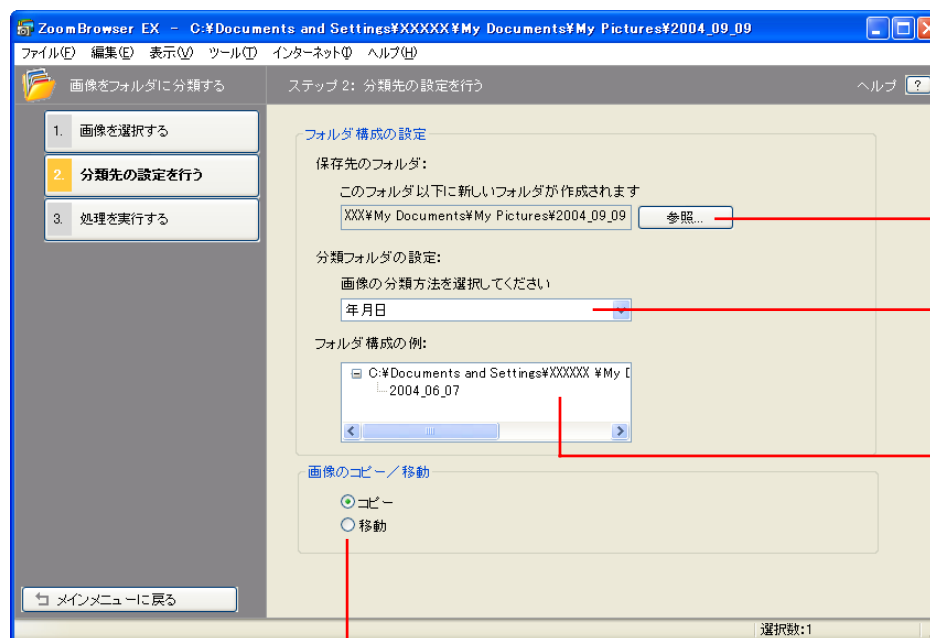 ZoomBrowser EX - C:¥Documents and Settings¥XXXXX¥My Documents¥My Pictures¥2004_09_09
ファイル(F) 編集(E) 表示(V) ツール(T) インターネット(I) ヘルプ(H)
画像をフォルダに分類する
ステップ 2: 分類先の設定を行う
ヘルプ ?
1. 画像を選択する
2. 分類先の設定を行う
3. 処理を実行する
フォルダ構成の設定
保存先のフォルダ:
このフォルダ以下に新しいフォルダが作成されます
XXX¥My Documents¥My Pictures¥2004_09_09
参照...
分類フォルダの設定:
画像の分類方法を選択してください
年月日
フォルダ構成の例:
C:¥Documents and Settings¥XXXXXX ¥My D
2004_06_07
画像のコピー/移動
コピー
移動
メインメニューに戻る
選択数:1